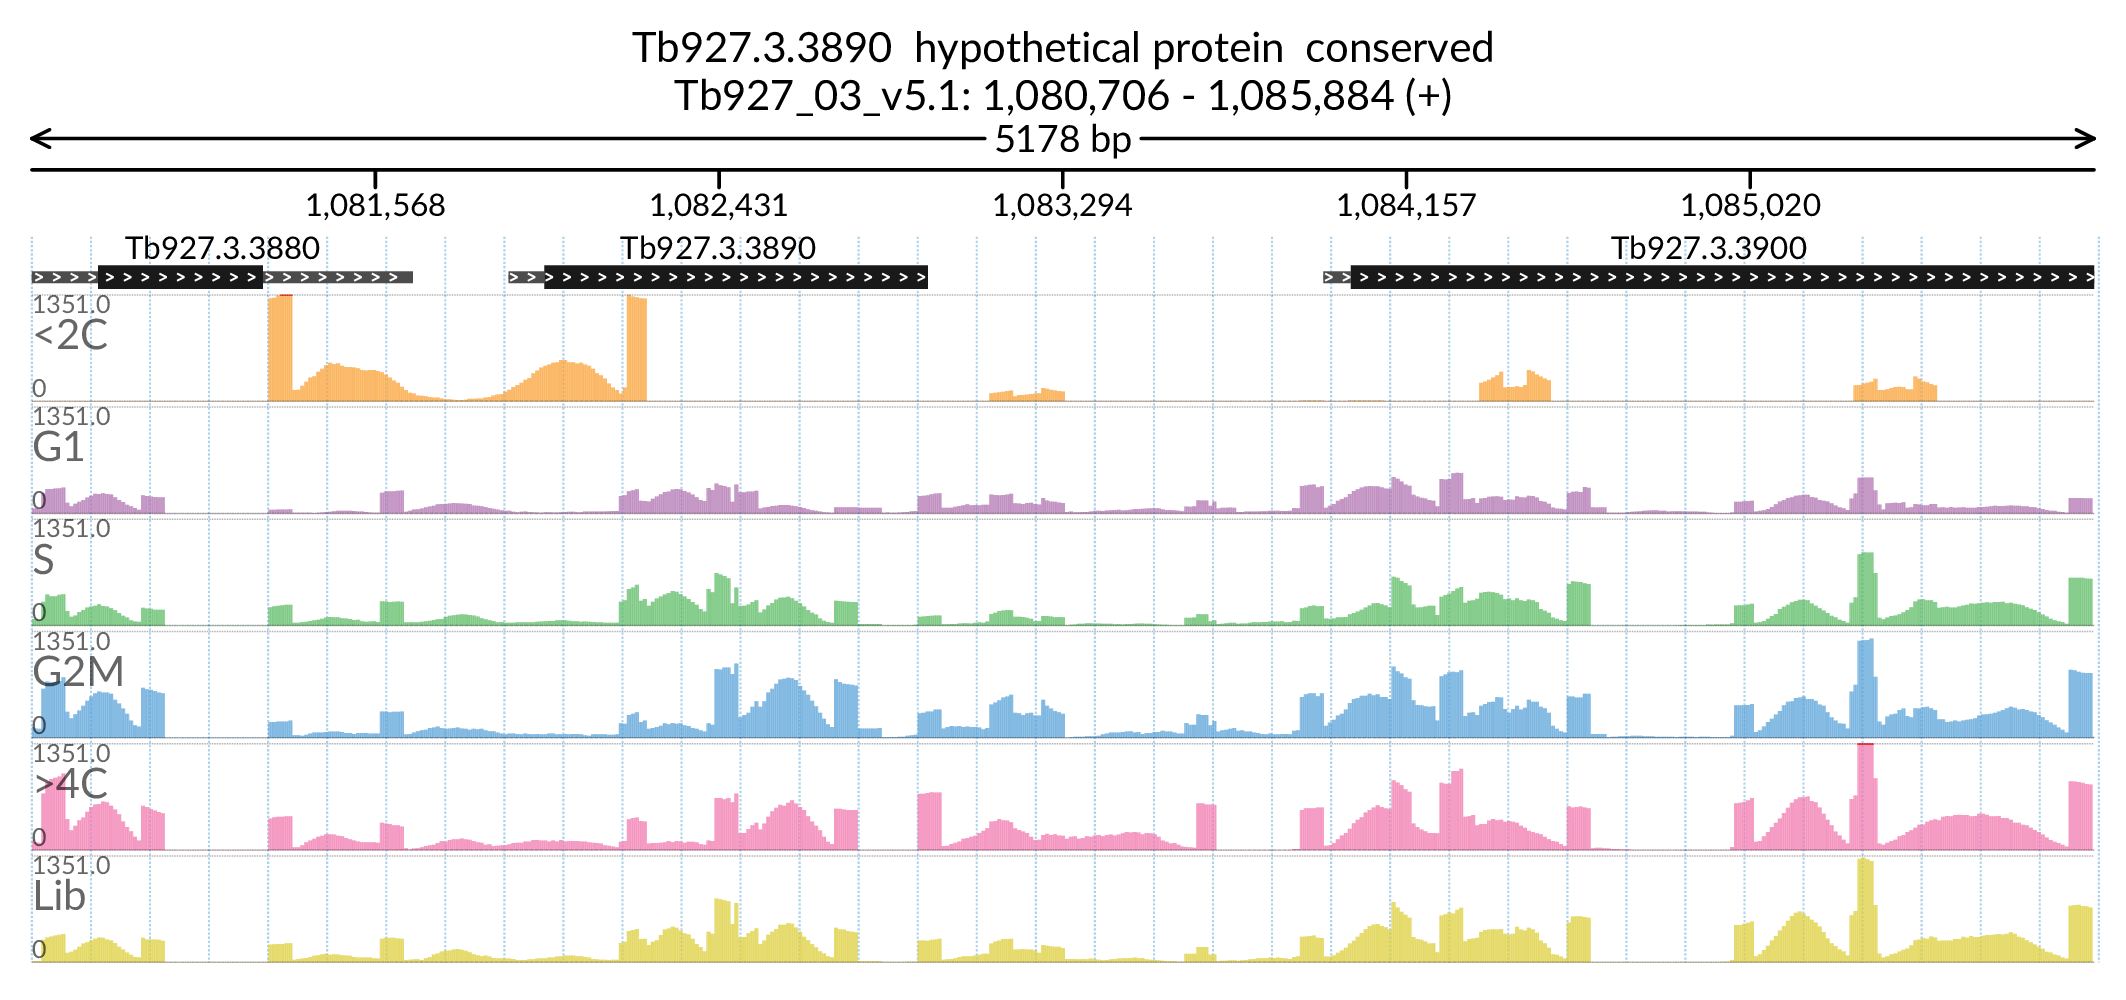 Tb927.3.3890 hypothetical protein conserved
Tb927_03_v5.1: 1,080,706 - 1,085,884 (+)
5178 bp
1,081,568 1,082,431 1,083,294 1,084,157 1,085,020
Tb927.3.3880 Tb927.3.3890 Tb927.3.3900
1351.0
<2C
0
1351.0
G1
0
1351.0
S
0
1351.0
G2M
0
1351.0
>4C
0
1351.0
Lib
0